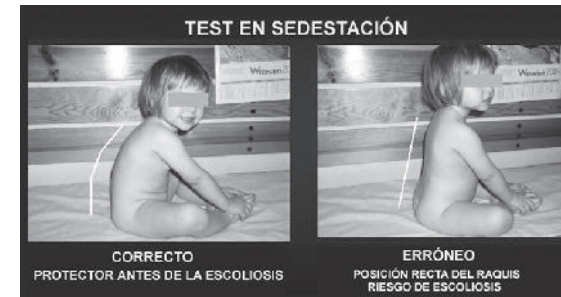 TEST EN SEDESTACIÓN
CORRECTO
PROTECTOR ANTES DE LA ESCOLIOSIS
ERRÓNEO
POSICIÓN RECTA DEL RAQUIS
RIESGO DE ESCOLIOSIS